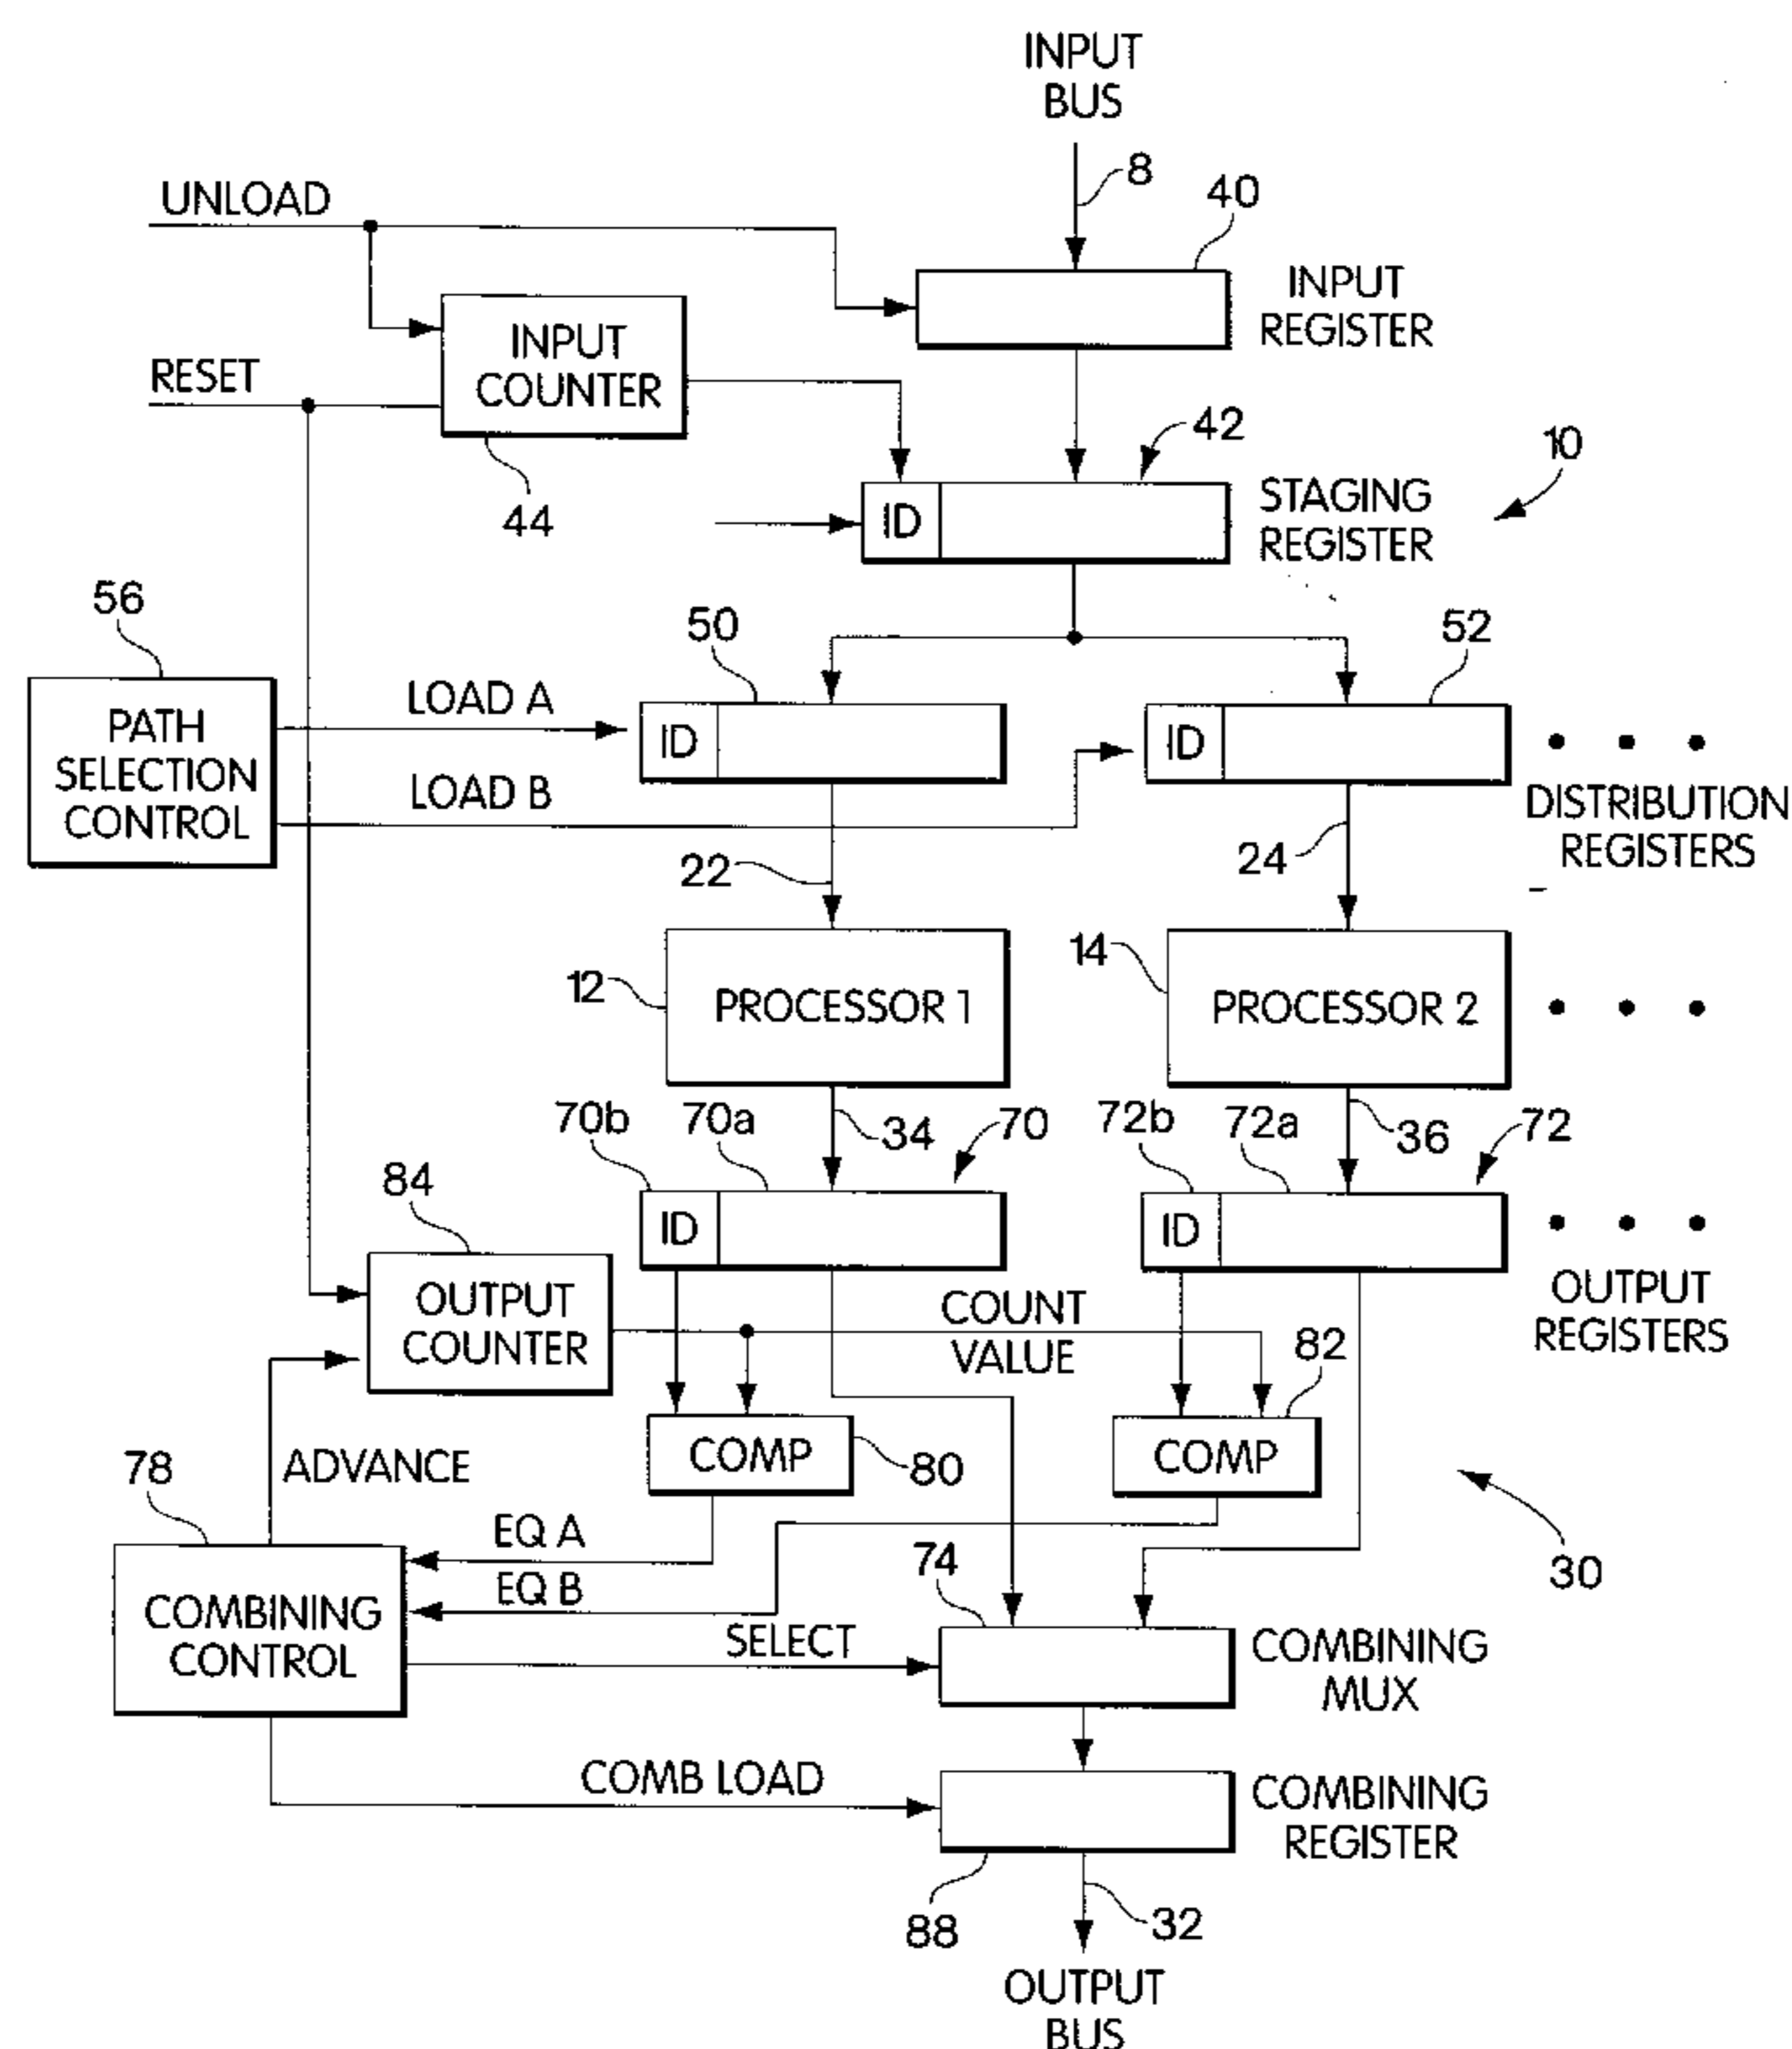 INPUT
BUS
8
40
UNLOAD
INPUT
REGISTER
INPUT
COUNTER
RESET
42
10
44
ID
STAGING
REGISTER
56
50
52
PATH
SELECTION
CONTROL
LOAD A
LOAD B
ID
ID
• • •
DISTRIBUTION
REGISTERS
22
24
12
PROCESSOR 1
14
PROCESSOR 2
• • •
70b
70a
34
70
72b
72a
36
72
84
ID
ID
• • •
OUTPUT
REGISTERS
OUTPUT
COUNTER
COUNT
VALUE
82
78
ADVANCE
COMP
80
COMP
EQ A
EQ B
74
30
COMBINING
CONTROL
SELECT
COMBINING
MUX
COMB LOAD
COMBINING
REGISTER
88
32
OUTPUT
BUS